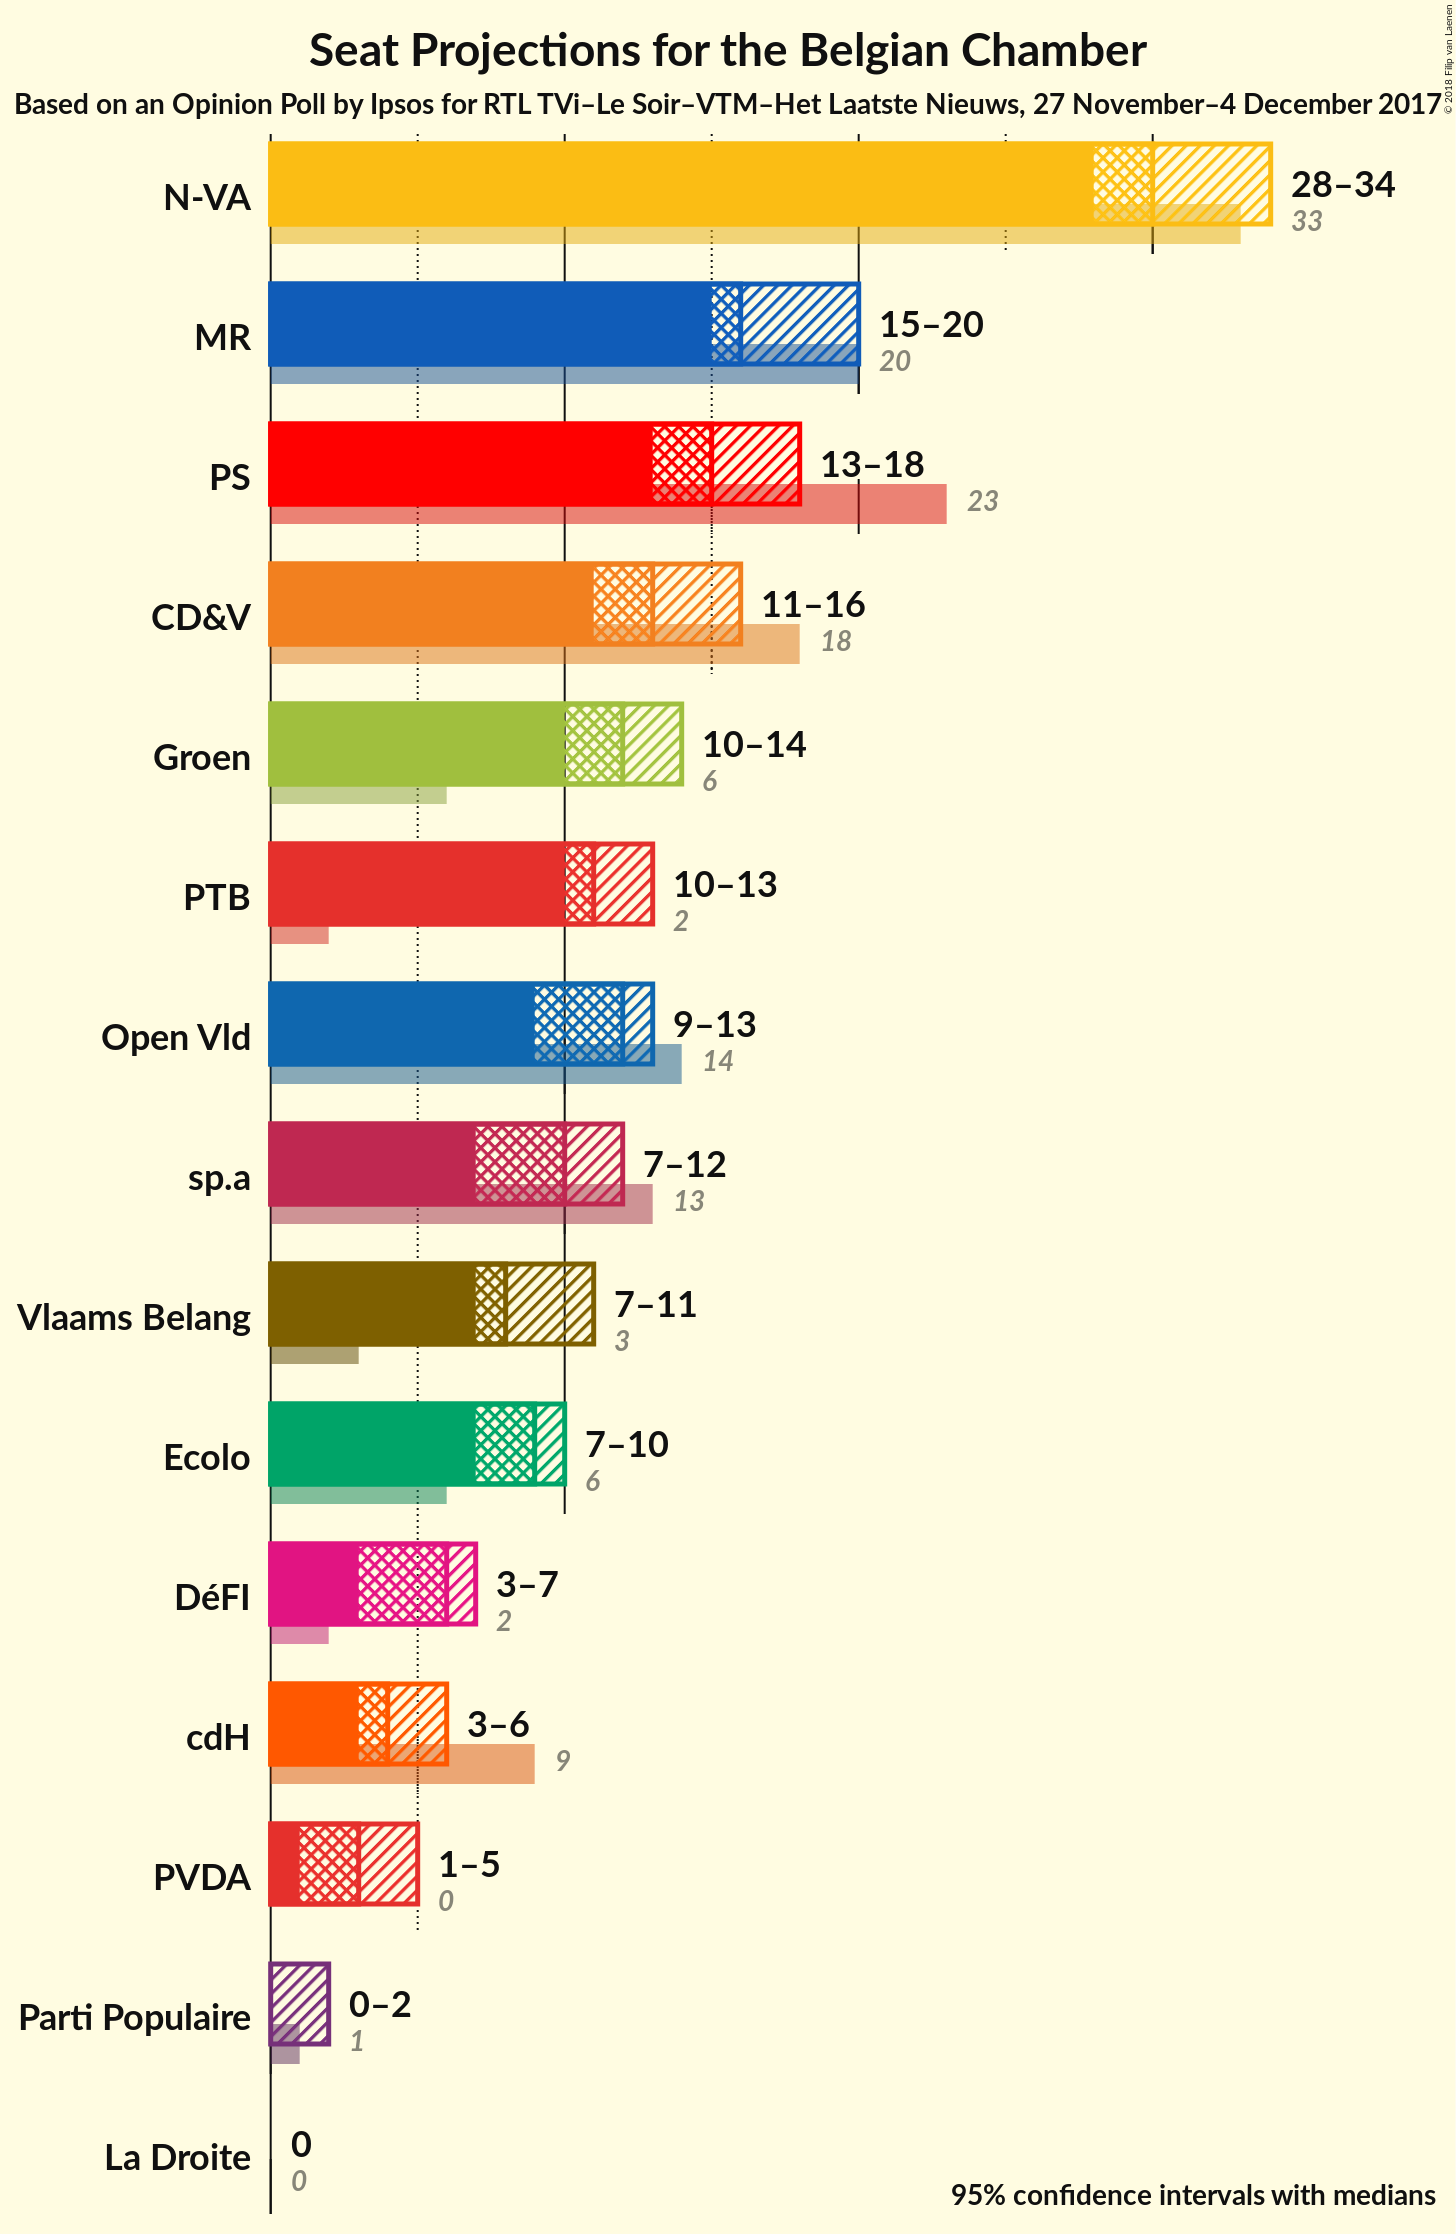 Seat Projections for the Belgian Chamber
Based on an Opinion Poll by Ipsos for RTL TVi–Le Soir–VTM–Het Laatste Nieuws, 27 November–4 December 2017
© 2018 Filip van Laenen
N-VA
28–34
33
MR
15–20
20
PS
13–18
23
CD&V
11–16
18
Groen
10–14
6
PTB
10–13
2
Open Vld
9–13
14
sp.a
7–12
13
Vlaams Belang
7–11
3
Ecolo
7–10
6
DéFI
3–7
2
cdH
3–6
9
PVDA
1–5
0
Parti Populaire
0–2
1
La Droite
0
0
95% confidence intervals with medians